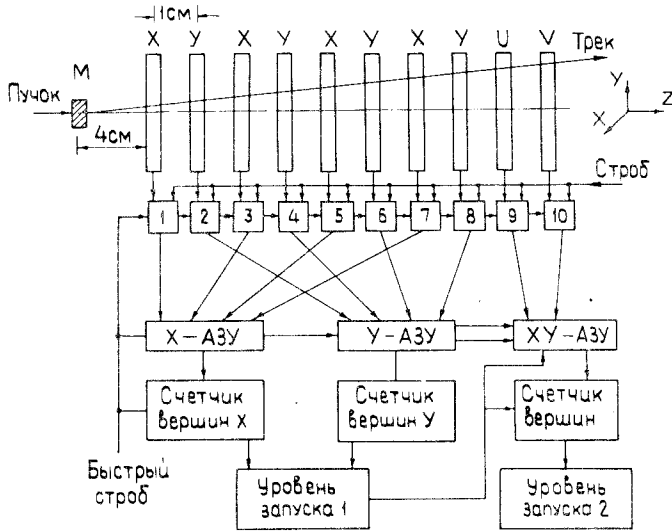 1см
X Y X Y X Y X Y U V
Трек
М
Пучок
4см
Y
X
Z
Строб
1 2 3 4 5 6 7 8 9 10
X-АЗУ
Y-АЗУ
XY-АЗУ
Счетчик
вершин X
Счетчик
вершин У
Счетчик
вершин
Быстрый
строб
Уровень
запуска 1
Уровень
запуска 2